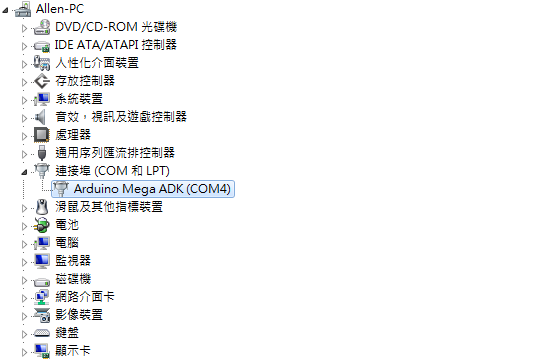 Allen-PC
DVD/CD-ROM 光碟機
IDE ATA/ATAPI 控制器
人性化介面裝置
存放控制器
系統裝置
音效，視訊及遊戲控制器
處理器
通用序列匯流排控制器
連接埠 (COM 和 LPT)
Arduino Mega ADK (COM4)
滑鼠及其他指標裝置
電池
電腦
監視器
磁碟機
網路介面卡
影像裝置
鍵盤
顯示卡